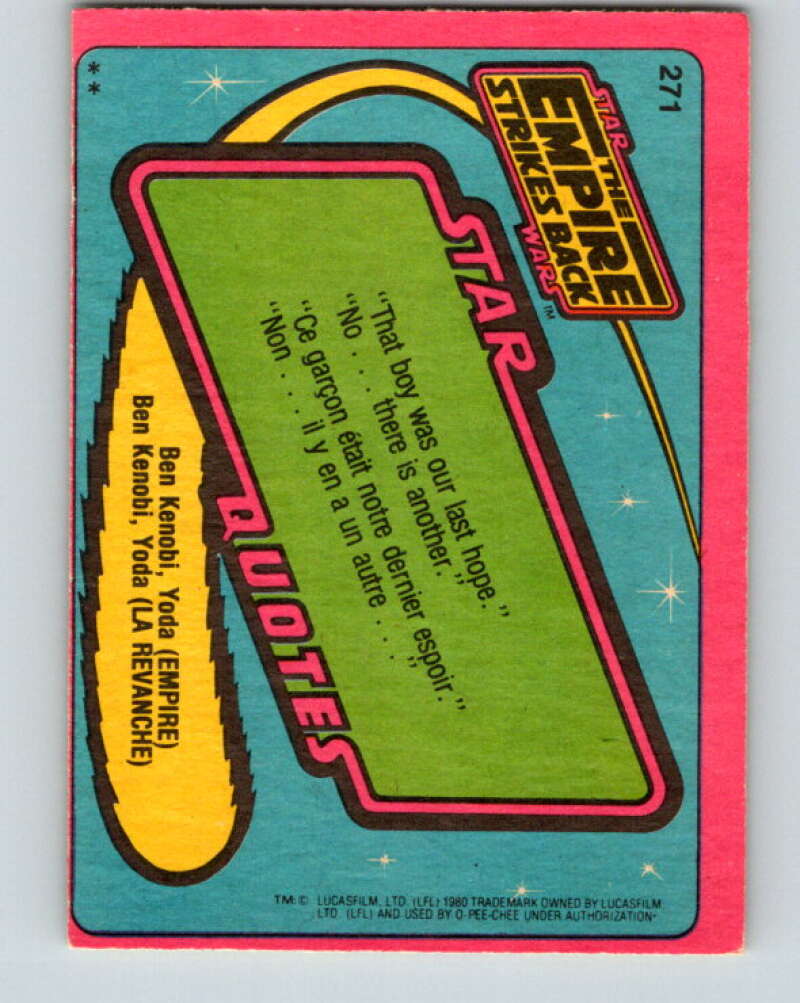 271
STAR
THE
EMPIRE
STRIKES BACK
WARS™
STAR
QUOTES
“That boy was our last hope.”
“No . . . there is another.”
“Ce garçon était notre dernier espoir.”
“Non . . . il y en a un autre . . .”
Ben Kenobi, Yoda (EMPIRE)
Ben Kenobi, Yoda (LA REVANCHE)
**
TM: © LUCASFILM, LTD. (LFL) 1980 TRADEMARK OWNED BY LUCASFILM
LTD. (LFL) AND USED BY O-PEE-CHEE UNDER AUTHORIZATION·